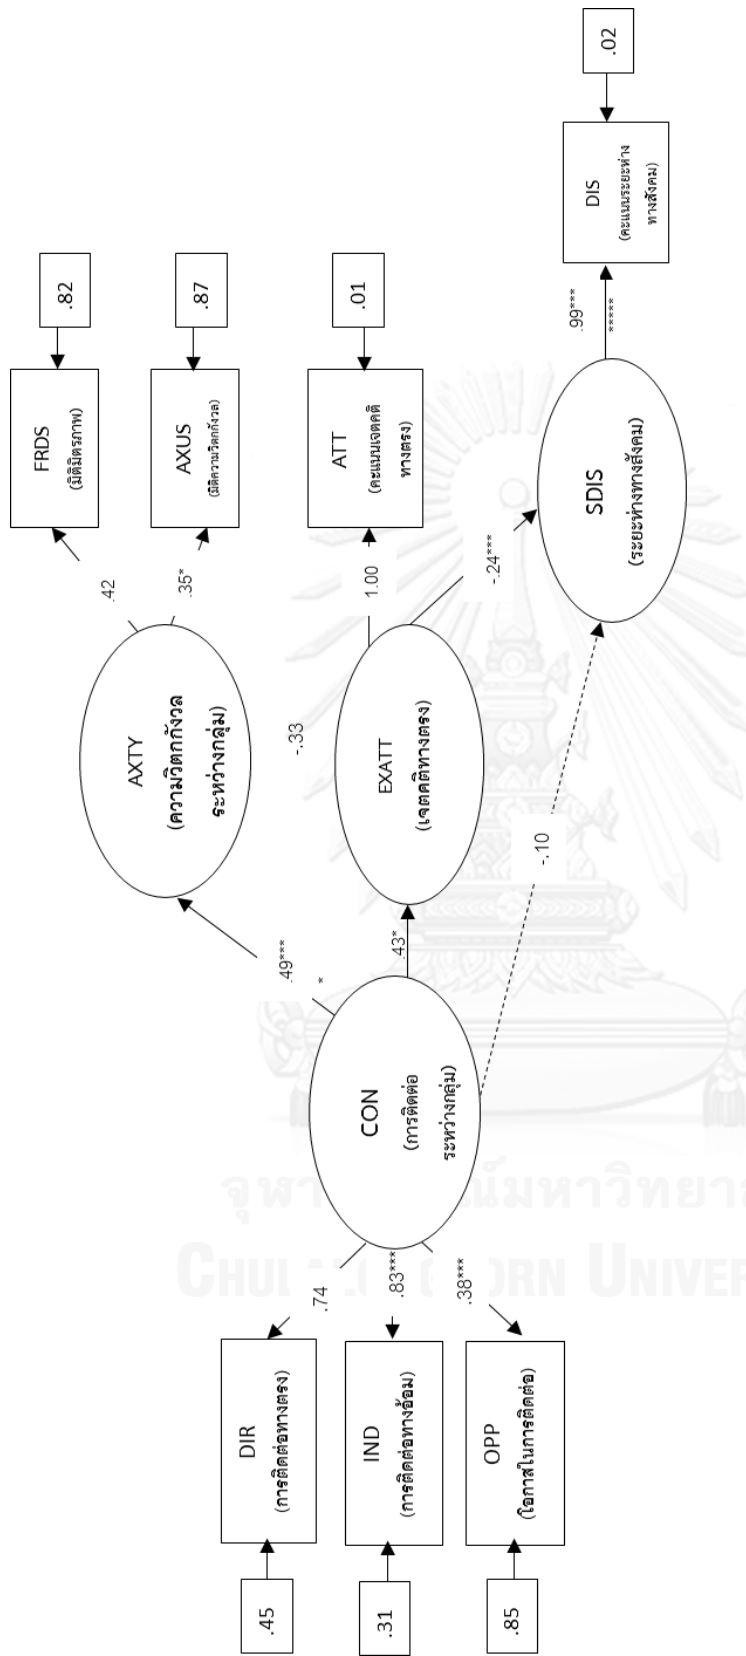 .82
FRDS
(มิติมิตรภาพ)
.87
AXUS
(มิติความวิตกกังวล)
.01
ATT
(คะแนนเจตคติ
ทางตรง)
.02
DIS
(คะแนนระยะห่าง
ทางสังคม)
.42
.35*
1.00
-.24***
.99***
*****
AXTY
(ความวิตกกังวล
ระหว่างกลุ่ม)
-.33
EXATT
(เจตคติทางตรง)
SDIS
(ระยะห่างทางสังคม)
.49***
*
.43*
-.10
CON
(การติดต่อ
ระหว่างกลุ่ม)
.74
.83***
.38***
DIR
(การติดต่อทางตรง)
IND
(การติดต่อทางอ้อม)
OPP
(โอกาสในการติดต่อ)
.45
.31
.85